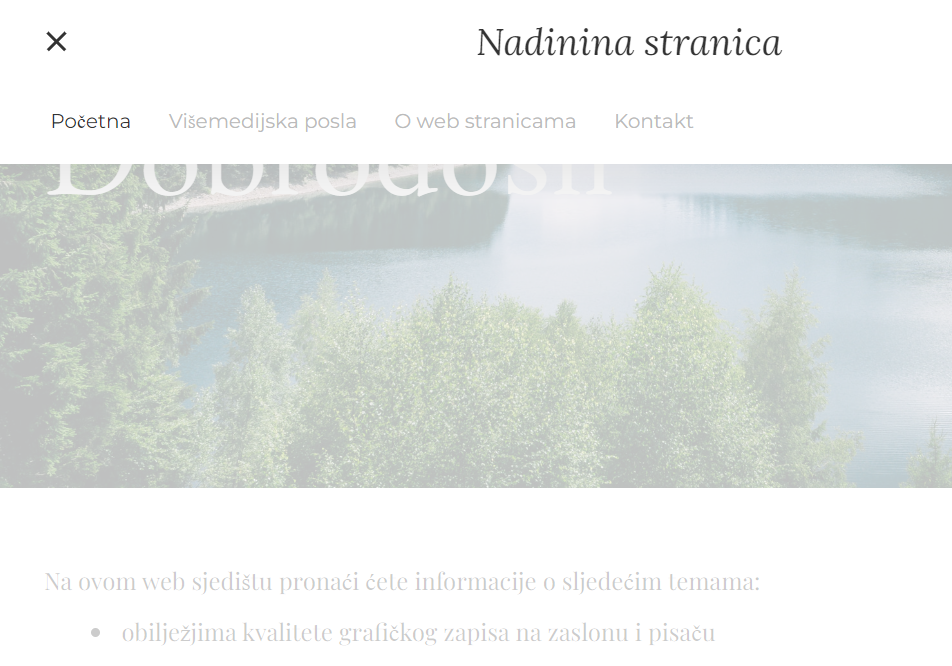 Nadinina stranica
Početna Višemedijska posla O web stranicama Kontakt
Dobrodošli
Na ovom web sjedištu pronaći ćete informacije o sljedećim temama:
• obilježjima kvalitete grafičkog zapisa na zaslonu i pisaču